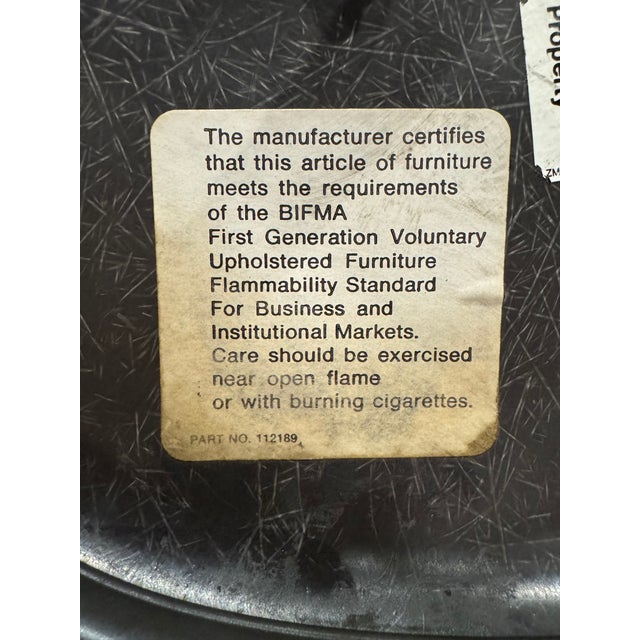 The manufacturer certifies
that this article of furniture
meets the requirements
of the BIFMA
First Generation Voluntary
Upholstered Furniture
Flammability Standard
For Business and
Institutional Markets.
Care should be exercised
near open flame
or with burning cigarettes.
PART NO. 112189
property
ZM